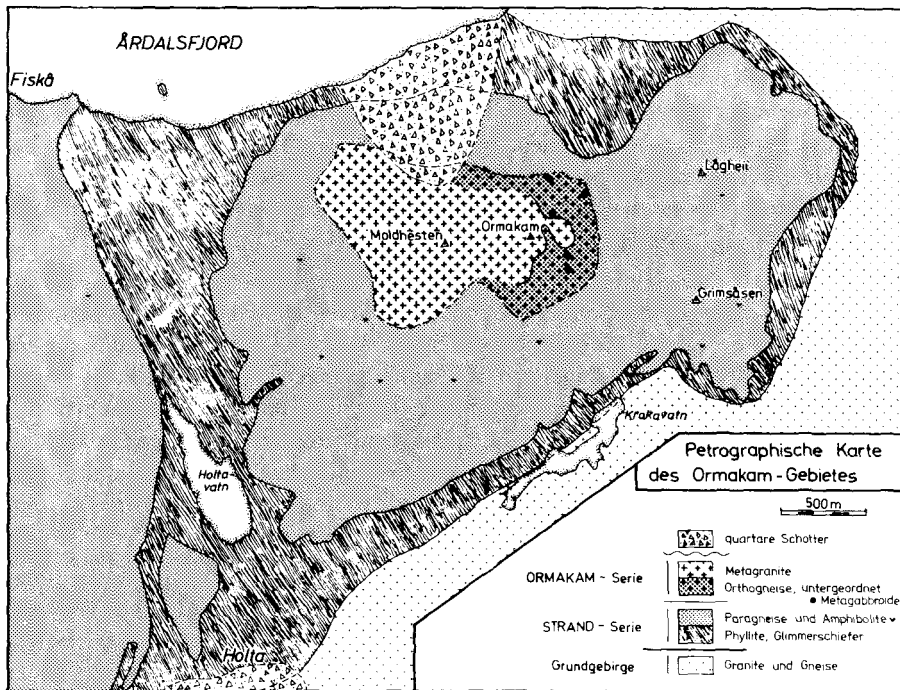 ÅRDALSFJORD
Fiskå
Lågheii
Moldhesten
Ormakam
Grimsåsen
Krakavatn
Holta-
vatn
Holta
Petrographische Karte
des Ormakam-Gebietes
500m
quartare Schotter
ORMAKAM - Serie
Metagranite
Orthogneise, untergeordnet
Metagabbroide
STRAND - Serie
Paragneise und Amphibolite
Phyllite, Glimmerschiefer
Grundgebirge
Granite und Gneise